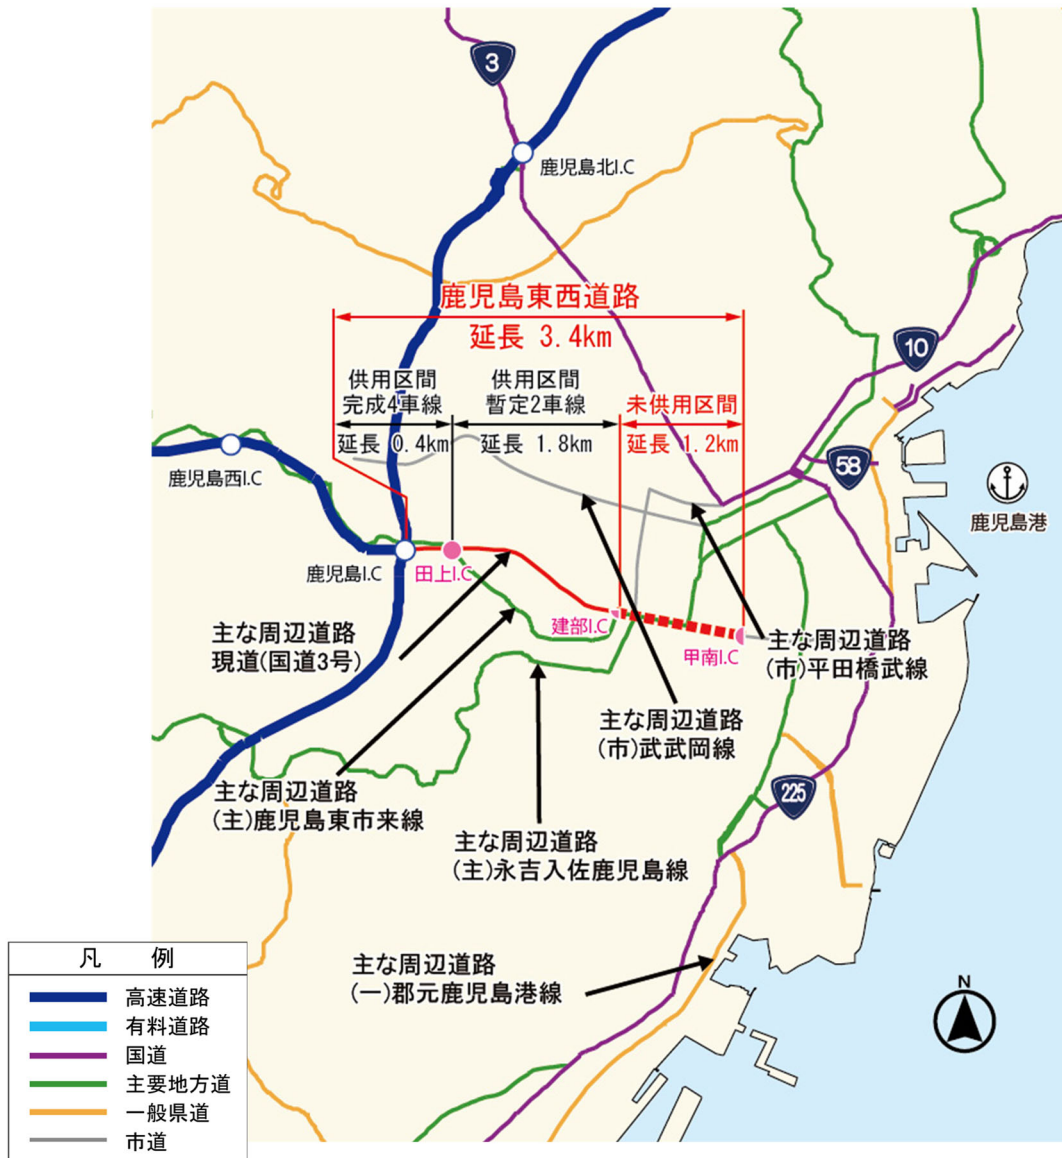 3
鹿児島北I.C
鹿児島東西道路
延長 3.4km
10
供用区間
完成4車線
延長 0.4km
供用区間
暫定2車線
延長 1.8km
未供用区間
延長 1.2km
鹿児島西I.C
58
鹿児島港
鹿児島I.C
田上I.C
建部I.C
甲南I.C
主な周辺道路
現道(国道3号)
主な周辺道路
(市)平田橋武線
主な周辺道路
(市)武武岡線
主な周辺道路
(主)鹿児島東市来線
225
主な周辺道路
(主)永吉入佐鹿児島線
主な周辺道路
(一)郡元鹿児島港線
N
凡 例
高速道路
有料道路
国道
主要地方道
一般県道
市道